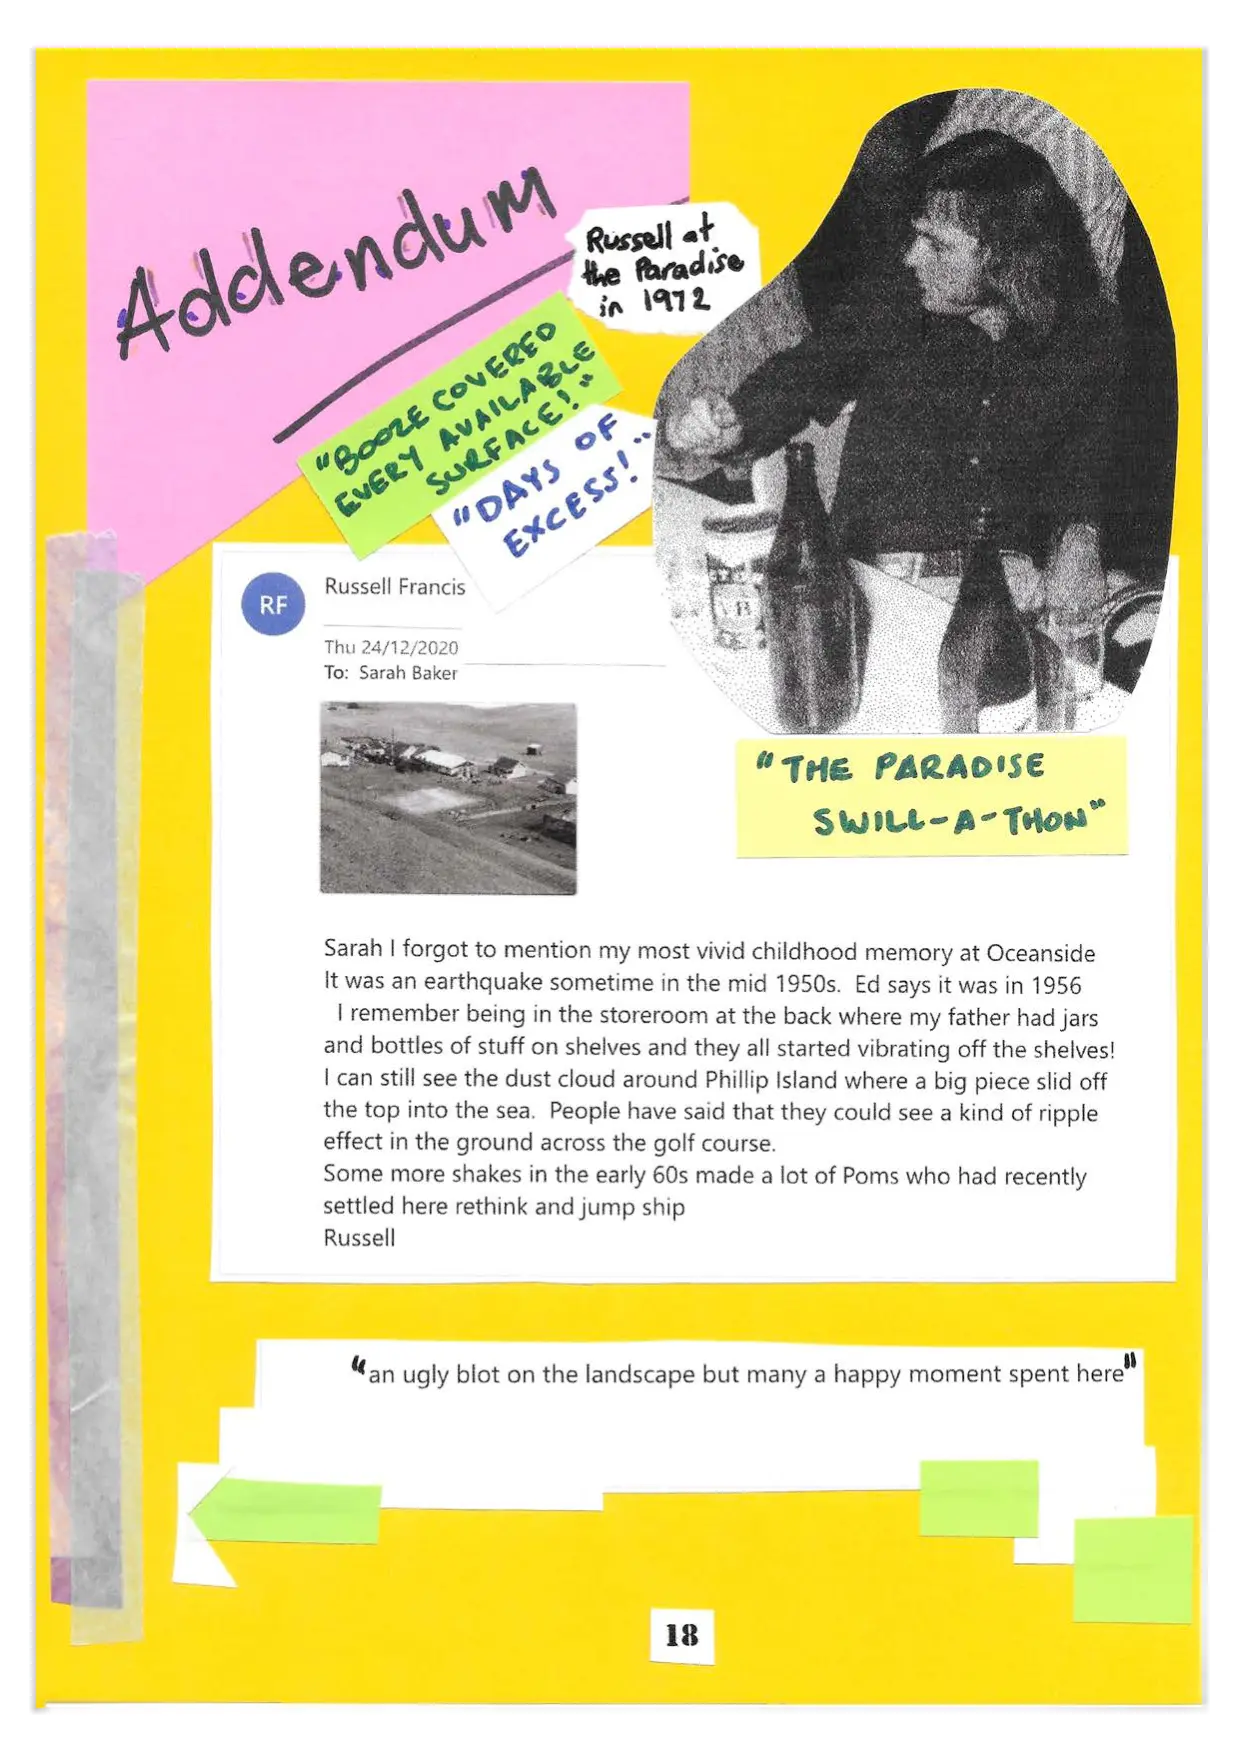 Addendum
Russell at
the Paradise
in 1972
"BOOZE COVERED
EVERY AVAILABLE
SURFACE!"
"DAYS OF
EXCESS!..
RF
Russell Francis
Thu 24/12/2020
To: Sarah Baker
VB
"THE PARADISE
SWILL-A-THON"
Sarah I forgot to mention my most vivid childhood memory at Oceanside
It was an earthquake sometime in the mid 1950s. Ed says it was in 1956
I remember being in the storeroom at the back where my father had jars
and bottles of stuff on shelves and they all started vibrating off the shelves!
I can still see the dust cloud around Phillip Island where a big piece slid off
the top into the sea. People have said that they could see a kind of ripple
effect in the ground across the golf course.
Some more shakes in the early 60s made a lot of Poms who had recently
settled here rethink and jump ship
Russell
"an ugly blot on the landscape but many a happy moment spent here"
18